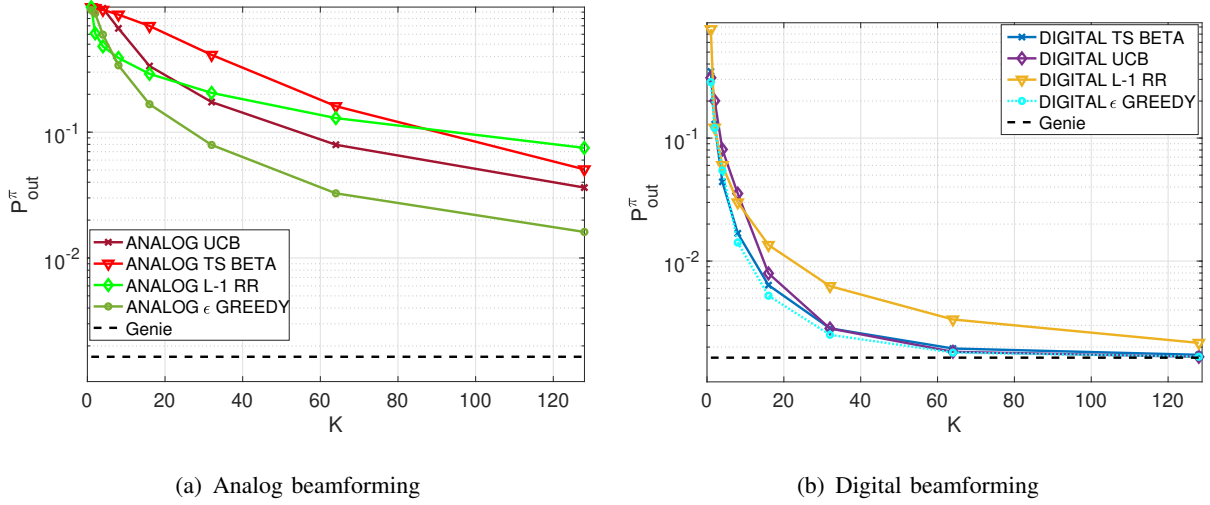 10^-1
10^-2
P^π_out
ANALOG UCB
ANALOG TS BETA
ANALOG L-1 RR
ANALOG ϵ GREEDY
Genie
0 20 40 60 80 100 120
K
(a) Analog beamforming
10^-1
10^-2
P^π_out
DIGITAL TS BETA
DIGITAL UCB
DIGITAL L-1 RR
DIGITAL ϵ GREEDY
Genie
0 20 40 60 80 100 120
K
(b) Digital beamforming